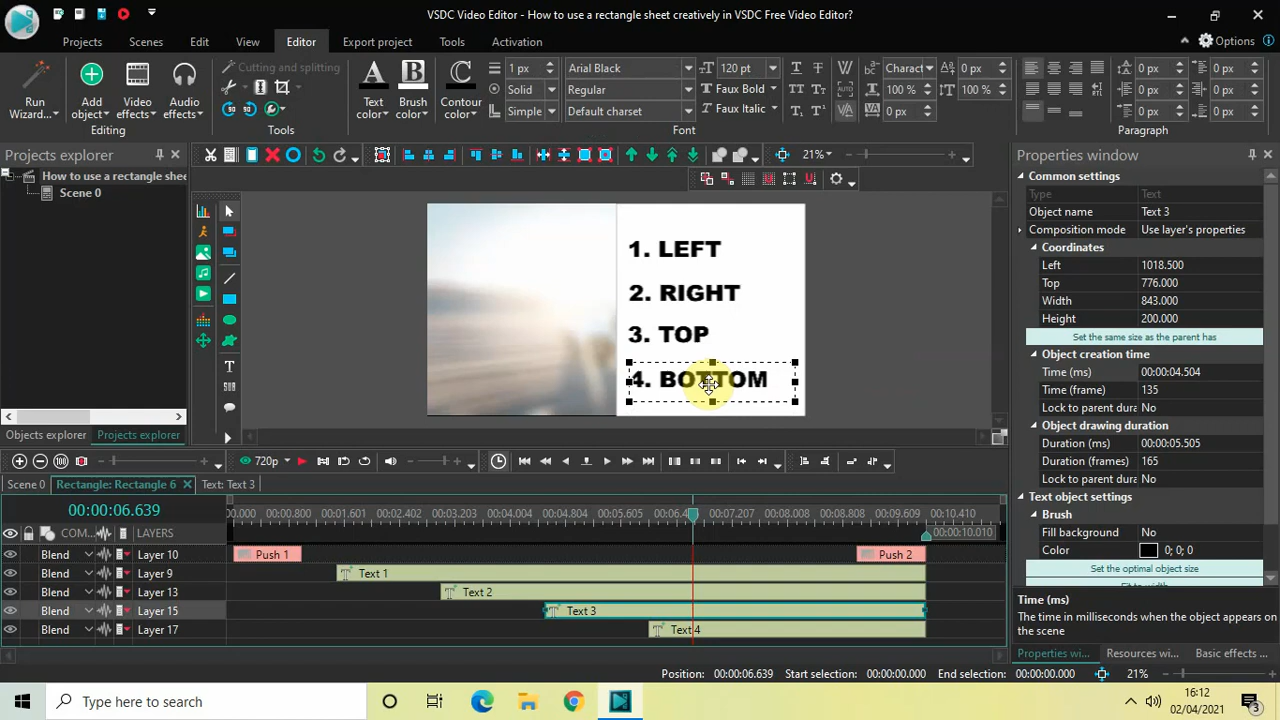 VSDC Video Editor - How to use a rectangle sheet creatively in VSDC Free Video Editor?
Projects Scenes Edit View Editor Export project Tools Activation Options
Run Wizard...
Add object
Video effects
Audio effects
Editing
Cutting and splitting
Tools
Text color
Brush color
Contour color
1 px
Solid
Simple
Arial Black
Regular
Default charset
120 pt
Faux Bold
Faux Italic
Font
Charact
100 %
0 px
0 px
100 %
0 px
0 px
0 px
0 px
0 px
0 px
Paragraph
Projects explorer
How to use a rectangle shee
Scene 0
Objects explorer Projects explorer
21%
1. LEFT
2. RIGHT
3. TOP
4. BOTTOM
Properties window
Common settings
Type Text
Object name Text 3
Composition mode Use layer's properties
Coordinates
Left 1018.500
Top 776.000
Width 843.000
Height 200.000
Set the same size as the parent has
Object creation time
Time (ms) 00:00:04.504
Time (frame) 135
Lock to parent dura No
Object drawing duration
Duration (ms) 00:00:05.505
Duration (frames) 165
Lock to parent dura No
Text object settings
Brush
Fill background No
Color 0; 0; 0
Set the optimal object size
Fit to width
Time (ms)
The time in milliseconds when the object appears on the scene
Properties wi... Resources wi... Basic effects ...
720p
Scene 0 Rectangle: Rectangle 6 Text: Text 3
00:00:06.639
.000 00:00.800 00:01.601 00:02.402 00:03.203 00:04.004 00:04.804 00:05.605 00:06.4 00:07.207 00:08.008 00:08.808 00:09.609 00:10.410
00:00:10.010
COM... LAYERS
Blend Layer 10 Push 1 Push 2
Blend Layer 9 Text 1
Blend Layer 13 Text 2
Blend Layer 15 Text 3
Blend Layer 17 Text 4
Position: 00:00:06.639 Start selection: 00:00:00.000 End selection: 00:00:00.000 21%
Type here to search
16:12
02/04/2021
3